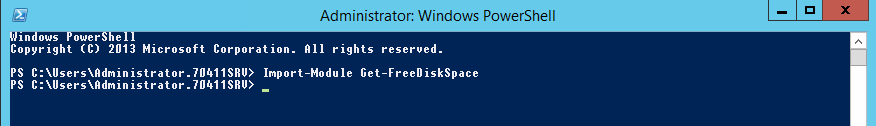 Administrator: Windows PowerShell
Windows PowerShell
Copyright (C) 2013 Microsoft Corporation. All rights reserved.
PS C:\Users\Administrator.70411SRV> Import-Module Get-FreeDiskSpace
PS C:\Users\Administrator.70411SRV>